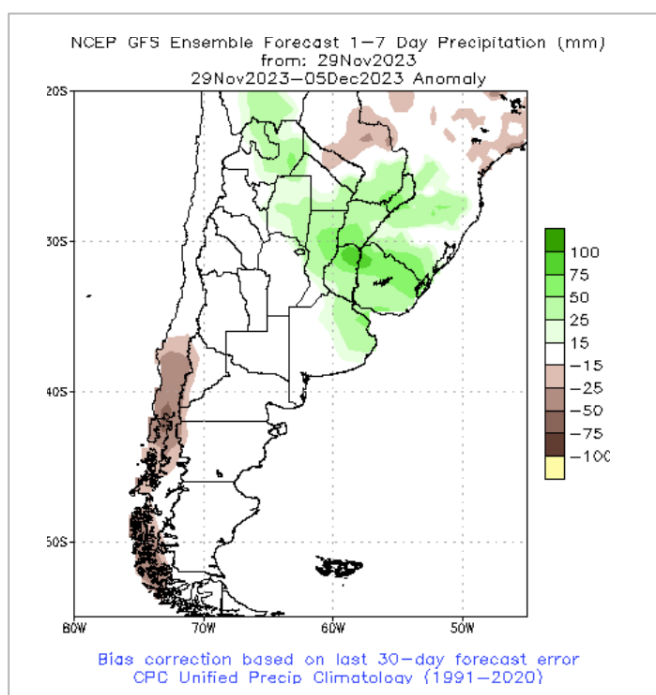 NCEP GFS Ensemble Forecast 1–7 Day Precipitation (mm)
from: 29Nov2023
29Nov2023–05Dec2023 Anomaly
20S
30S
40S
50S
80W
70W
60W
50W
100
75
50
25
15
−15
−25
−50
−75
−100
Bias correction based on last 30–day forecast error
CPC Unified Precip Climatology (1991–2020)